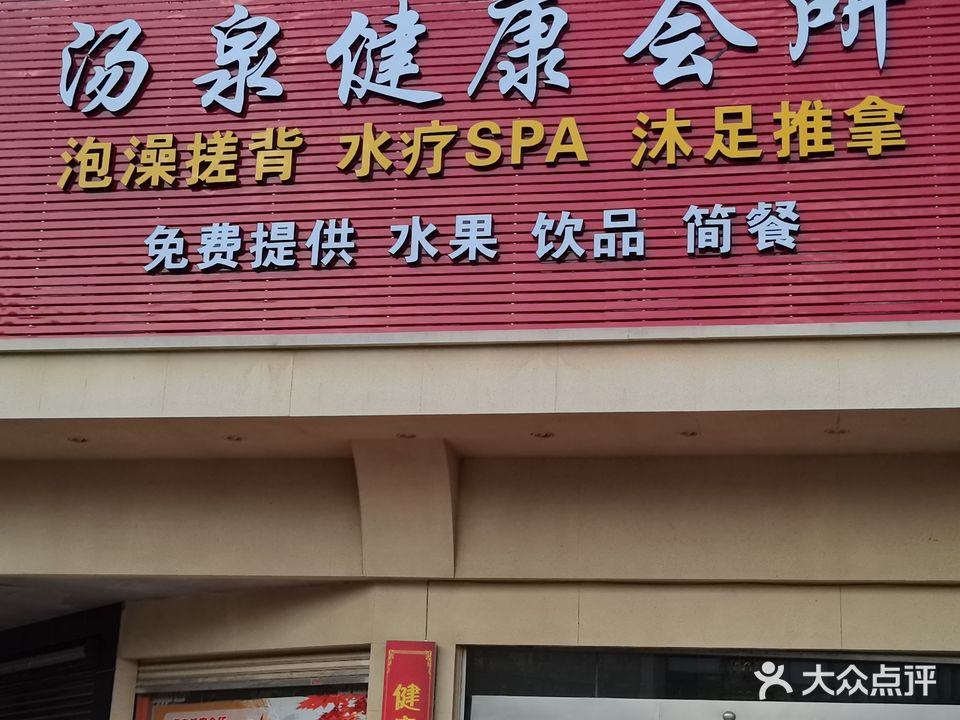 汤泉健康会所
泡澡搓背 水疗SPA 沐足推拿
免费提供 水果 饮品 简餐
健
大众点评